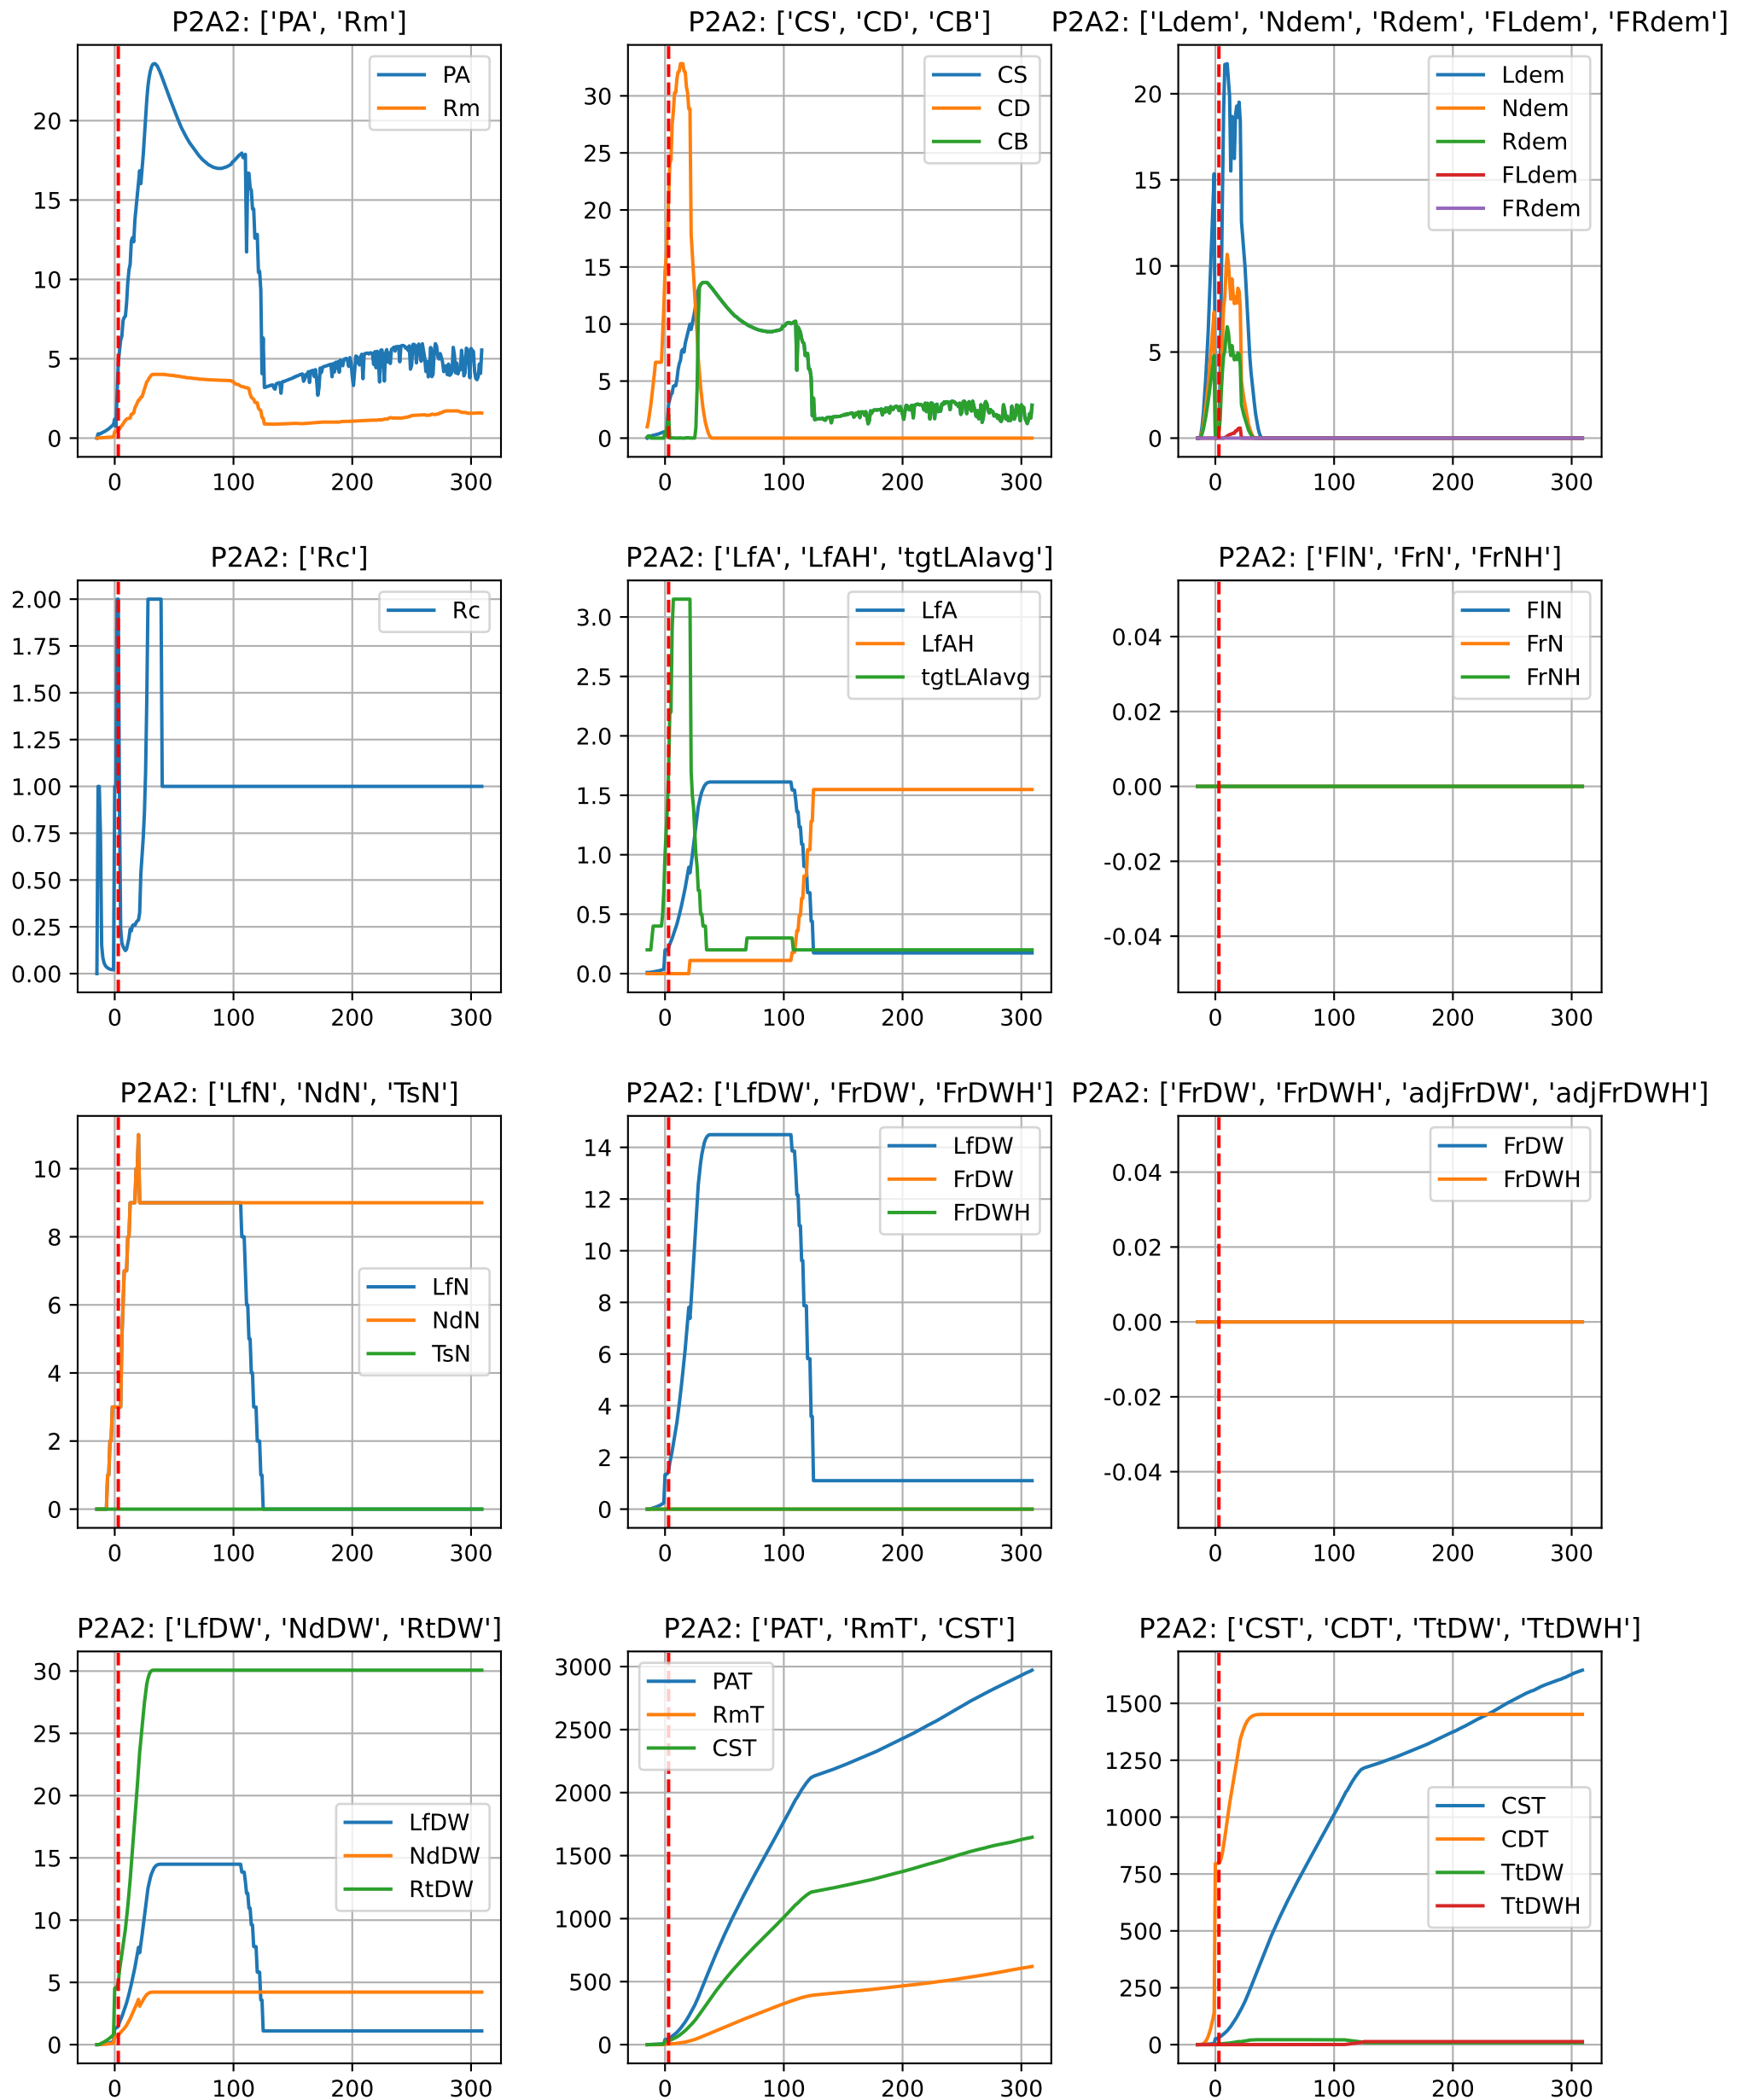 P2A2: ['PA', 'Rm']
PA
Rm
20
15
10
5
0
0 100 200 300
P2A2: ['CS', 'CD', 'CB']
CS
CD
CB
30
25
20
15
10
5
0
0 100 200 300
P2A2: ['Ldem', 'Ndem', 'Rdem', 'FLdem', 'FRdem']
Ldem
Ndem
Rdem
FLdem
FRdem
20
15
10
5
0
0 100 200 300
P2A2: ['Rc']
Rc
2.00
1.75
1.50
1.25
1.00
0.75
0.50
0.25
0.00
0 100 200 300
P2A2: ['LfA', 'LfAH', 'tgtLAIavg']
LfA
LfAH
tgtLAIavg
3.0
2.5
2.0
1.5
1.0
0.5
0.0
0 100 200 300
P2A2: ['FlN', 'FrN', 'FrNH']
FlN
FrN
FrNH
0.04
0.02
0.00
-0.02
-0.04
0 100 200 300
P2A2: ['LfN', 'NdN', 'TsN']
LfN
NdN
TsN
10
8
6
4
2
0
0 100 200 300
P2A2: ['LfDW', 'FrDW', 'FrDWH']
LfDW
FrDW
FrDWH
14
12
10
8
6
4
2
0
0 100 200 300
P2A2: ['FrDW', 'FrDWH', 'adjFrDW', 'adjFrDWH']
FrDW
FrDWH
0.04
0.02
0.00
-0.02
-0.04
0 100 200 300
P2A2: ['LfDW', 'NdDW', 'RtDW']
LfDW
NdDW
RtDW
30
25
20
15
10
5
0
0 100 200 300
P2A2: ['PAT', 'RmT', 'CST']
PAT
RmT
CST
3000
2500
2000
1500
1000
500
0
0 100 200 300
P2A2: ['CST', 'CDT', 'TtDW', 'TtDWH']
CST
CDT
TtDW
TtDWH
1500
1250
1000
750
500
250
0
0 100 200 300